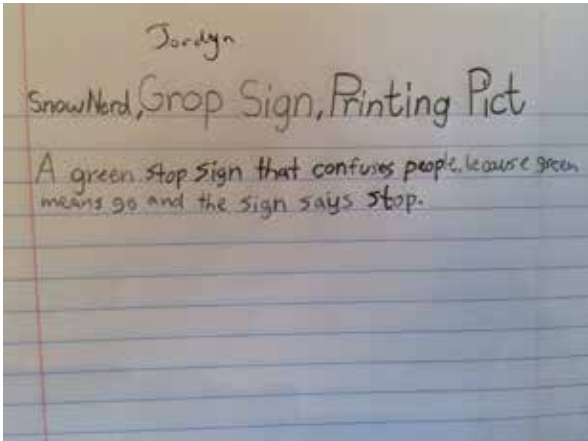 Jordyn
SnowNerd, Grop Sign, Printing Pict
A green stop sign that confuses people, because green
means go and the sign says stop.